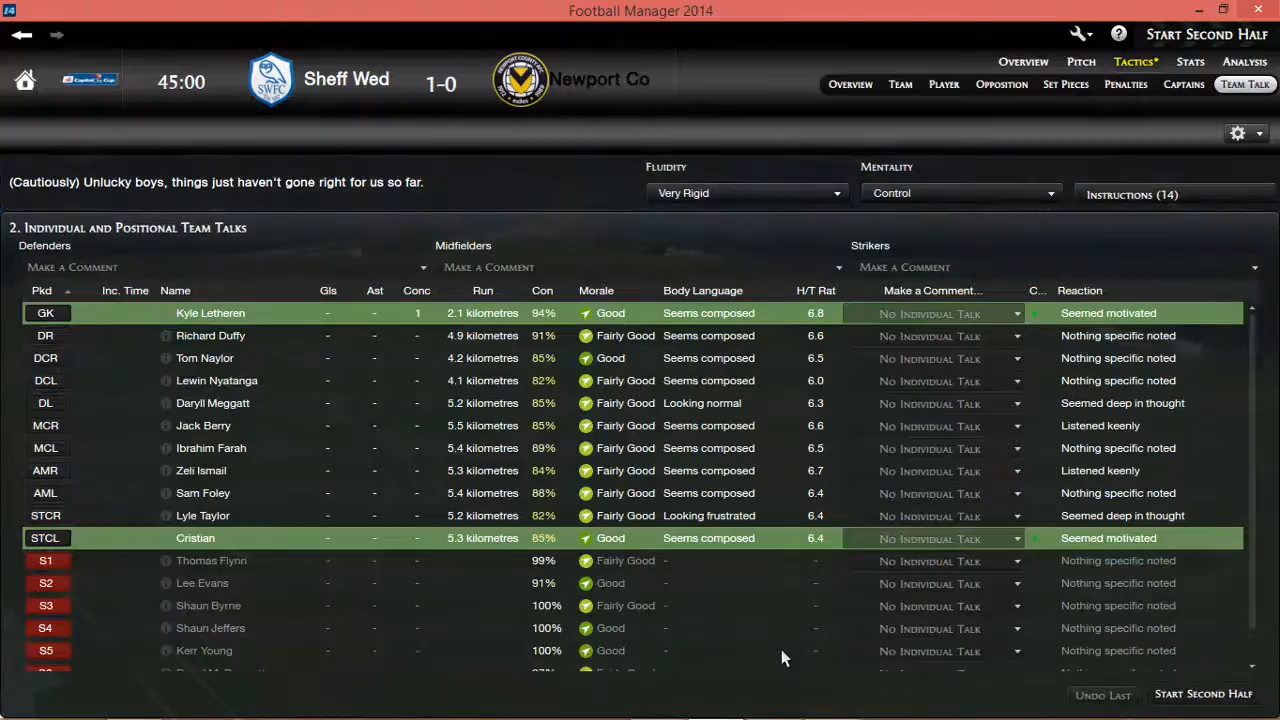 Football Manager 2014
START SECOND HALF
OVERVIEW PITCH TACTICS* STATS ANALYSIS
45:00 Sheff Wed 1-0 Newport Co
OVERVIEW TEAM PLAYER OPPOSITION SET PIECES PENALTIES CAPTAINS TEAM TALK
FLUIDITY MENTALITY
(Cautiously) Unlucky boys, things just haven't gone right for us so far.
Very Rigid Control INSTRUCTIONS (14)
2. INDIVIDUAL AND POSITIONAL TEAM TALKS
Defenders Midfielders Strikers
MAKE A COMMENT MAKE A COMMENT MAKE A COMMENT
Pkd Inc. Time Name Gls Ast Conc Run Con Morale Body Language H/T Rat Make a Comment... C... Reaction
GK Kyle Letheren - - 1 2.1 kilometres 94% Good Seems composed 6.8 NO INDIVIDUAL TALK Seemed motivated
DR Richard Duffy - - - 4.9 kilometres 91% Fairly Good Seems composed 6.6 NO INDIVIDUAL TALK Nothing specific noted
DCR Tom Naylor - - - 4.2 kilometres 85% Good Seems composed 6.5 NO INDIVIDUAL TALK Nothing specific noted
DCL Lewin Nyatanga - - - 4.1 kilometres 82% Fairly Good Seems composed 6.0 NO INDIVIDUAL TALK Nothing specific noted
DL Daryll Meggatt - - - 5.2 kilometres 85% Fairly Good Looking normal 6.3 NO INDIVIDUAL TALK Seemed deep in thought
MCR Jack Berry - - - 5.5 kilometres 85% Fairly Good Seems composed 6.6 NO INDIVIDUAL TALK Listened keenly
MCL Ibrahim Farah - - - 5.4 kilometres 89% Fairly Good Seems composed 6.5 NO INDIVIDUAL TALK Nothing specific noted
AMR Zeli Ismail - - - 5.3 kilometres 84% Fairly Good Seems composed 6.7 NO INDIVIDUAL TALK Listened keenly
AML Sam Foley - - - 5.4 kilometres 88% Fairly Good Seems composed 6.4 NO INDIVIDUAL TALK Nothing specific noted
STCR Lyle Taylor - - - 5.2 kilometres 82% Fairly Good Looking frustrated 6.4 NO INDIVIDUAL TALK Seemed deep in thought
STCL Cristian - - - 5.3 kilometres 85% Good Seems composed 6.4 NO INDIVIDUAL TALK Seemed motivated
S1 Thomas Flynn - - - 99% Fairly Good - - NO INDIVIDUAL TALK Nothing specific noted
S2 Lee Evans - - - 91% Good - - NO INDIVIDUAL TALK Nothing specific noted
S3 Shaun Byrne - - - 100% Fairly Good - - NO INDIVIDUAL TALK Nothing specific noted
S4 Shaun Jeffers - - - 100% Good - - NO INDIVIDUAL TALK Nothing specific noted
S5 Kerr Young - - - 100% Good - - NO INDIVIDUAL TALK Nothing specific noted
UNDO LAST START SECOND HALF